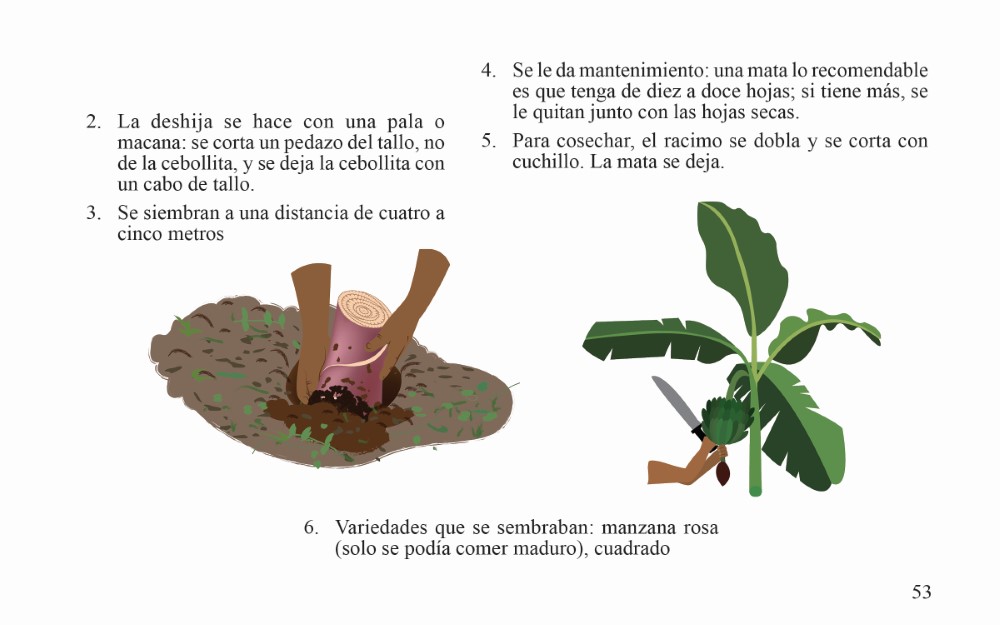 2. La deshija se hace con una pala o
macana: se corta un pedazo del tallo, no
de la cebollita, y se deja la cebollita con
un cabo de tallo.
3. Se siembran a una distancia de cuatro a
cinco metros
4. Se le da mantenimiento: una mata lo recomendable
es que tenga de diez a doce hojas; si tiene más, se
le quitan junto con las hojas secas.
5. Para cosechar, el racimo se dobla y se corta con
cuchillo. La mata se deja.
6. Variedades que se sembraban: manzana rosa
(solo se podía comer maduro), cuadrado
53